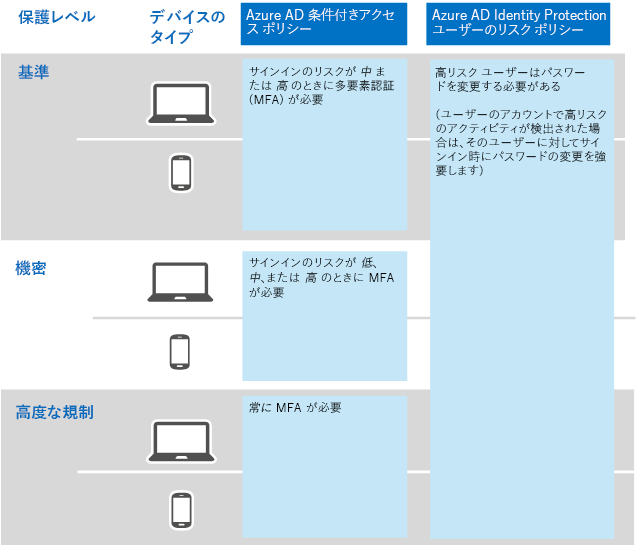 保護レベル
デバイスの
タイプ
Azure AD 条件付きアクセ
ス ポリシー
Azure AD Identity Protection
ユーザーのリスク ポリシー
基準
サインインのリスクが 中 ま
たは 高 のときに多要素認証
(MFA) が必要
高リスク ユーザーはパスワー
ドを変更する必要がある
(ユーザーのアカウントで高リスク
のアクティビティが検出された場
合は、そのユーザーに対してサイ
ンイン時にパスワードの変更を強
要します)
機密
サインインのリスクが 低、
中、または 高 のときに MFA
が必要
高度な規制
常に MFA が必要